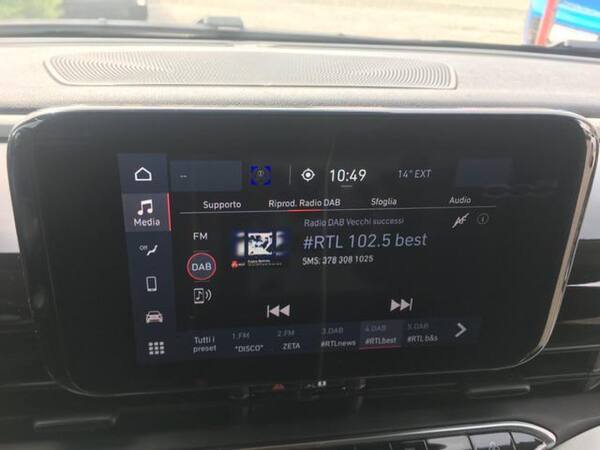 -- 10:49 14° EXT
Supporto Riprod. Radio DAB Sfoglia Audio
Media
Radio DAB Vecchi successi
FM
#RTL 102.5 best
SMS: 378 308 1025
DAB
Off
Tutti i preset
1.FM "DISCO"
2.FM ZETA
3.DAB #RTLnews
4.DAB #RTLbest
5.DAB #RTL b&s